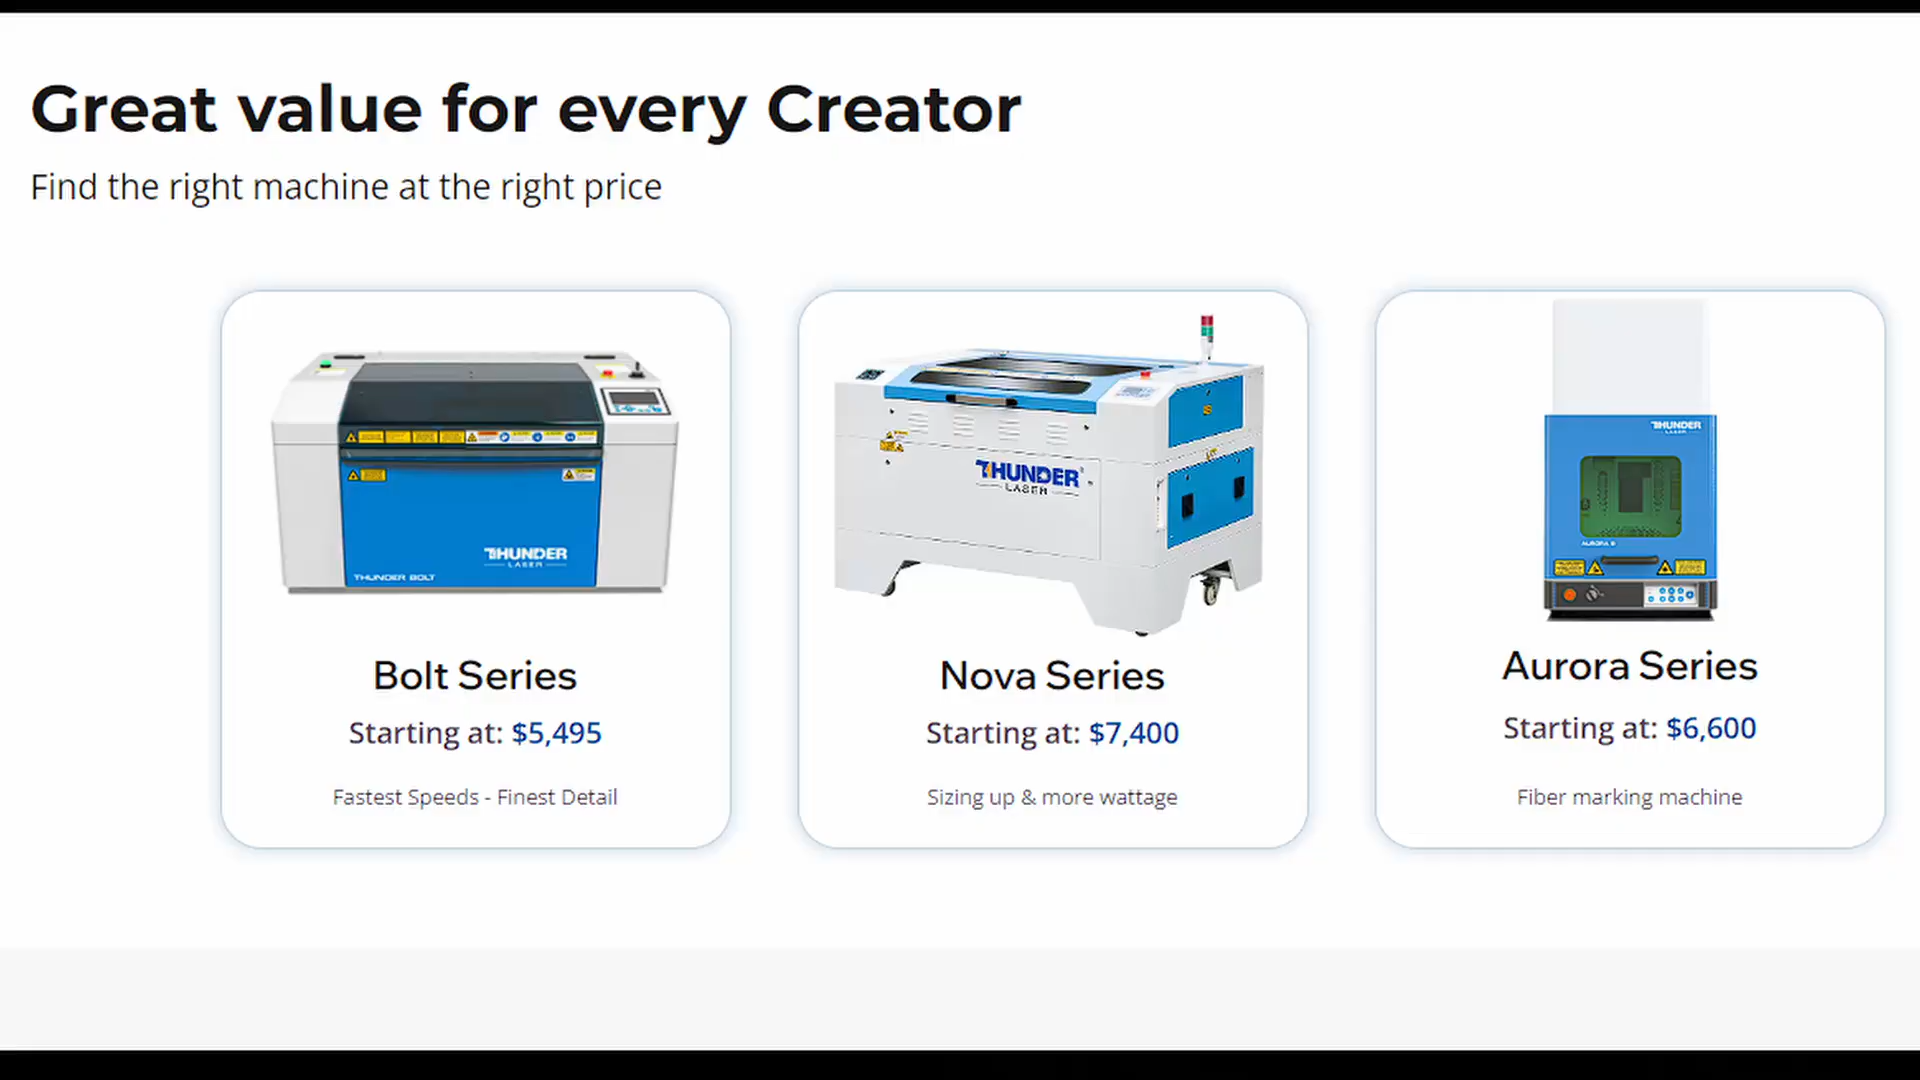 Great value for every Creator
Find the right machine at the right price
THUNDER
LASER
THUNDER BOLT
Bolt Series
Starting at: $5,495
Fastest Speeds - Finest Detail
THUNDER
LASER
Nova Series
Starting at: $7,400
Sizing up & more wattage
THUNDER
LASER
Aurora Series
Starting at: $6,600
Fiber marking machine